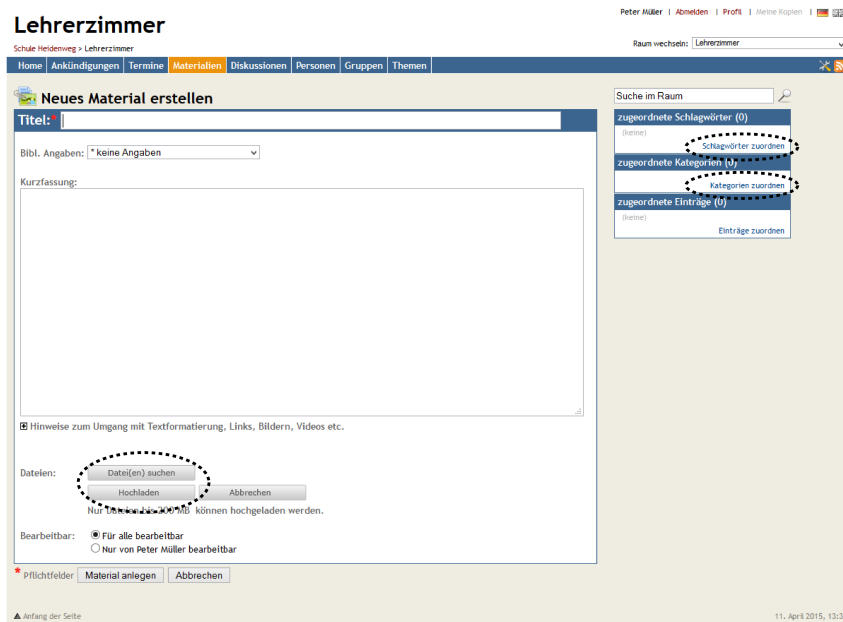 Peter Müller | Abmelden | Profil | Meine Kopien |
Lehrerzimmer
Schule Heidenweg > Lehrerzimmer
Raum wechseln: Lehrerzimmer
Home Ankündigungen Termine Materialien Diskussionen Personen Gruppen Themen
Neues Material erstellen
Titel:*
Bibl. Angaben: * keine Angaben
Kurzfassung:
Hinweise zum Umgang mit Textformatierung, Links, Bildern, Videos etc.
Dateien: Datei(en) suchen
Hochladen Abbrechen
Nur Dateien bis 200 MB können hochgeladen werden.
Bearbeitbar: Für alle bearbeitbar
Nur von Peter Müller bearbeitbar
* Pflichtfelder Material anlegen Abbrechen
Suche im Raum
zugeordnete Schlagwörter (0)
(keine)
Schlagwörter zuordnen
zugeordnete Kategorien (0)
Kategorien zuordnen
zugeordnete Einträge (0)
(keine)
Einträge zuordnen
Anfang der Seite
11. April 2015, 13:3